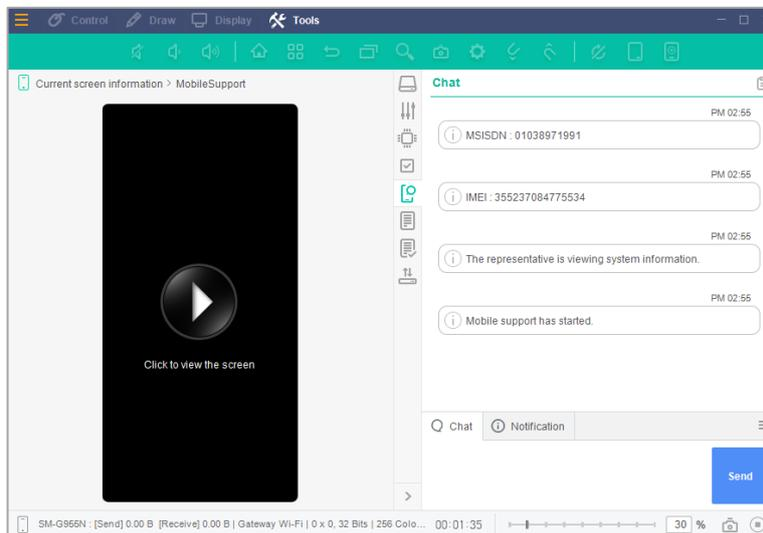 Control Draw Display Tools
Current screen information > MobileSupport
Click to view the screen
Chat
PM 02:55
MSISDN : 01038971991
PM 02:55
IMEI : 355237084775534
PM 02:55
The representative is viewing system information.
PM 02:55
Mobile support has started.
Chat Notification
Send
SM-G955N : [Send] 0.00 B [Receive] 0.00 B | Gateway Wi-Fi | 0 x 0, 32 Bits | 256 Colo... 00:01:35 30 %